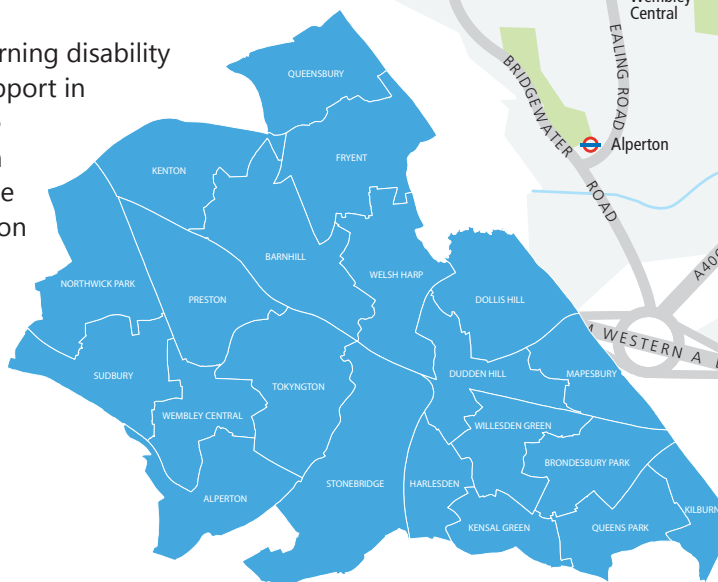 rning disability
pport in
e
on
QUEENSBURY
KENTON
FRYENT
BARNHILL
WELSH HARP
NORTHWICK PARK
PRESTON
DOLLIS HILL
SUDBURY
TOKYNGTON
DUDDEN HILL
MAPESBURY
WEMBLEY CENTRAL
WILLESDEN GREEN
BRONDESBURY PARK
ALPERTON
STONEBRIDGE
HARLESDEN
KENSAL GREEN
QUEENS PARK
KILBURN
Wembley
Central
EALING ROAD
BRIDGEWATER ROAD
Alperton
A40
WESTERN A